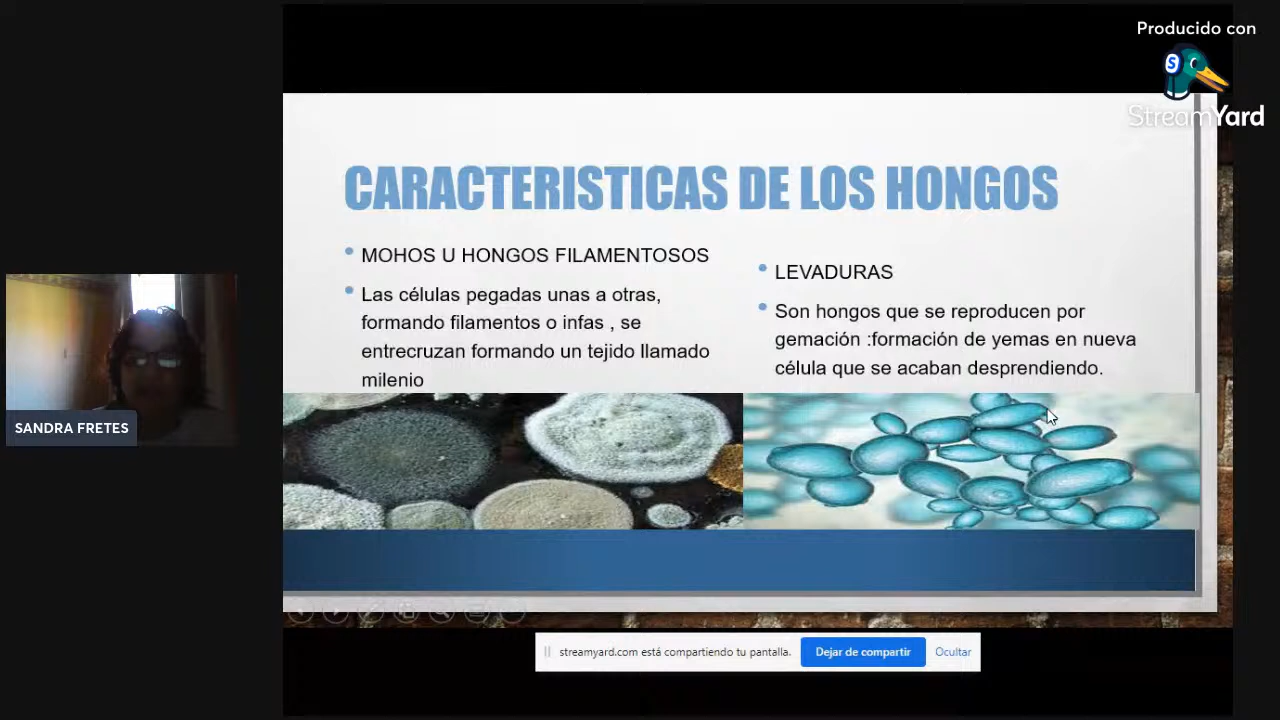 Producido con
StreamYard
CARACTERISTICAS DE LOS HONGOS
MOHOS U HONGOS FILAMENTOSOS
Las células pegadas unas a otras,
formando filamentos o infas , se
entrecruzan formando un tejido llamado
milenio
LEVADURAS
Son hongos que se reproducen por
gemación :formación de yemas en nueva
célula que se acaban desprendiendo.
SANDRA FRETES
streamyard.com está compartiendo tu pantalla.
Dejar de compartir
Ocultar